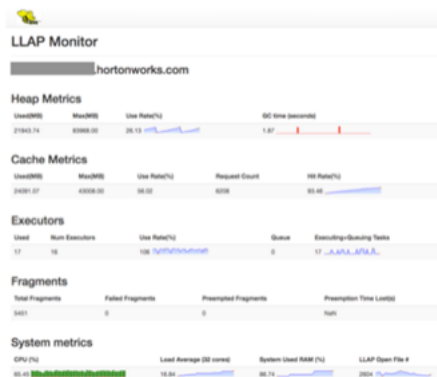 LLAP Monitor
.hortonworks.com
Heap Metrics
Used(MB) Max(MB) Use Rate(%) GC time (seconds)
21943.74 83968.00 26.13 1.87
Cache Metrics
Used(MB) Max(MB) Use Rate(%) Request Count Hit Rate(%)
24091.07 43008.00 56.02 6208 93.46
Executors
Used Num Executors Use Rate(%) Queue Executing+Queuing Tasks
17 16 106 0 17
Fragments
Total Fragments Failed Fragments Preempted Fragments Preemption Time Lost(s)
5401 0 0 NaN
System metrics
CPU (%) Load Average (32 cores) System Used RAM (%) LLAP Open File #
65.45 16.84 86.74 2604